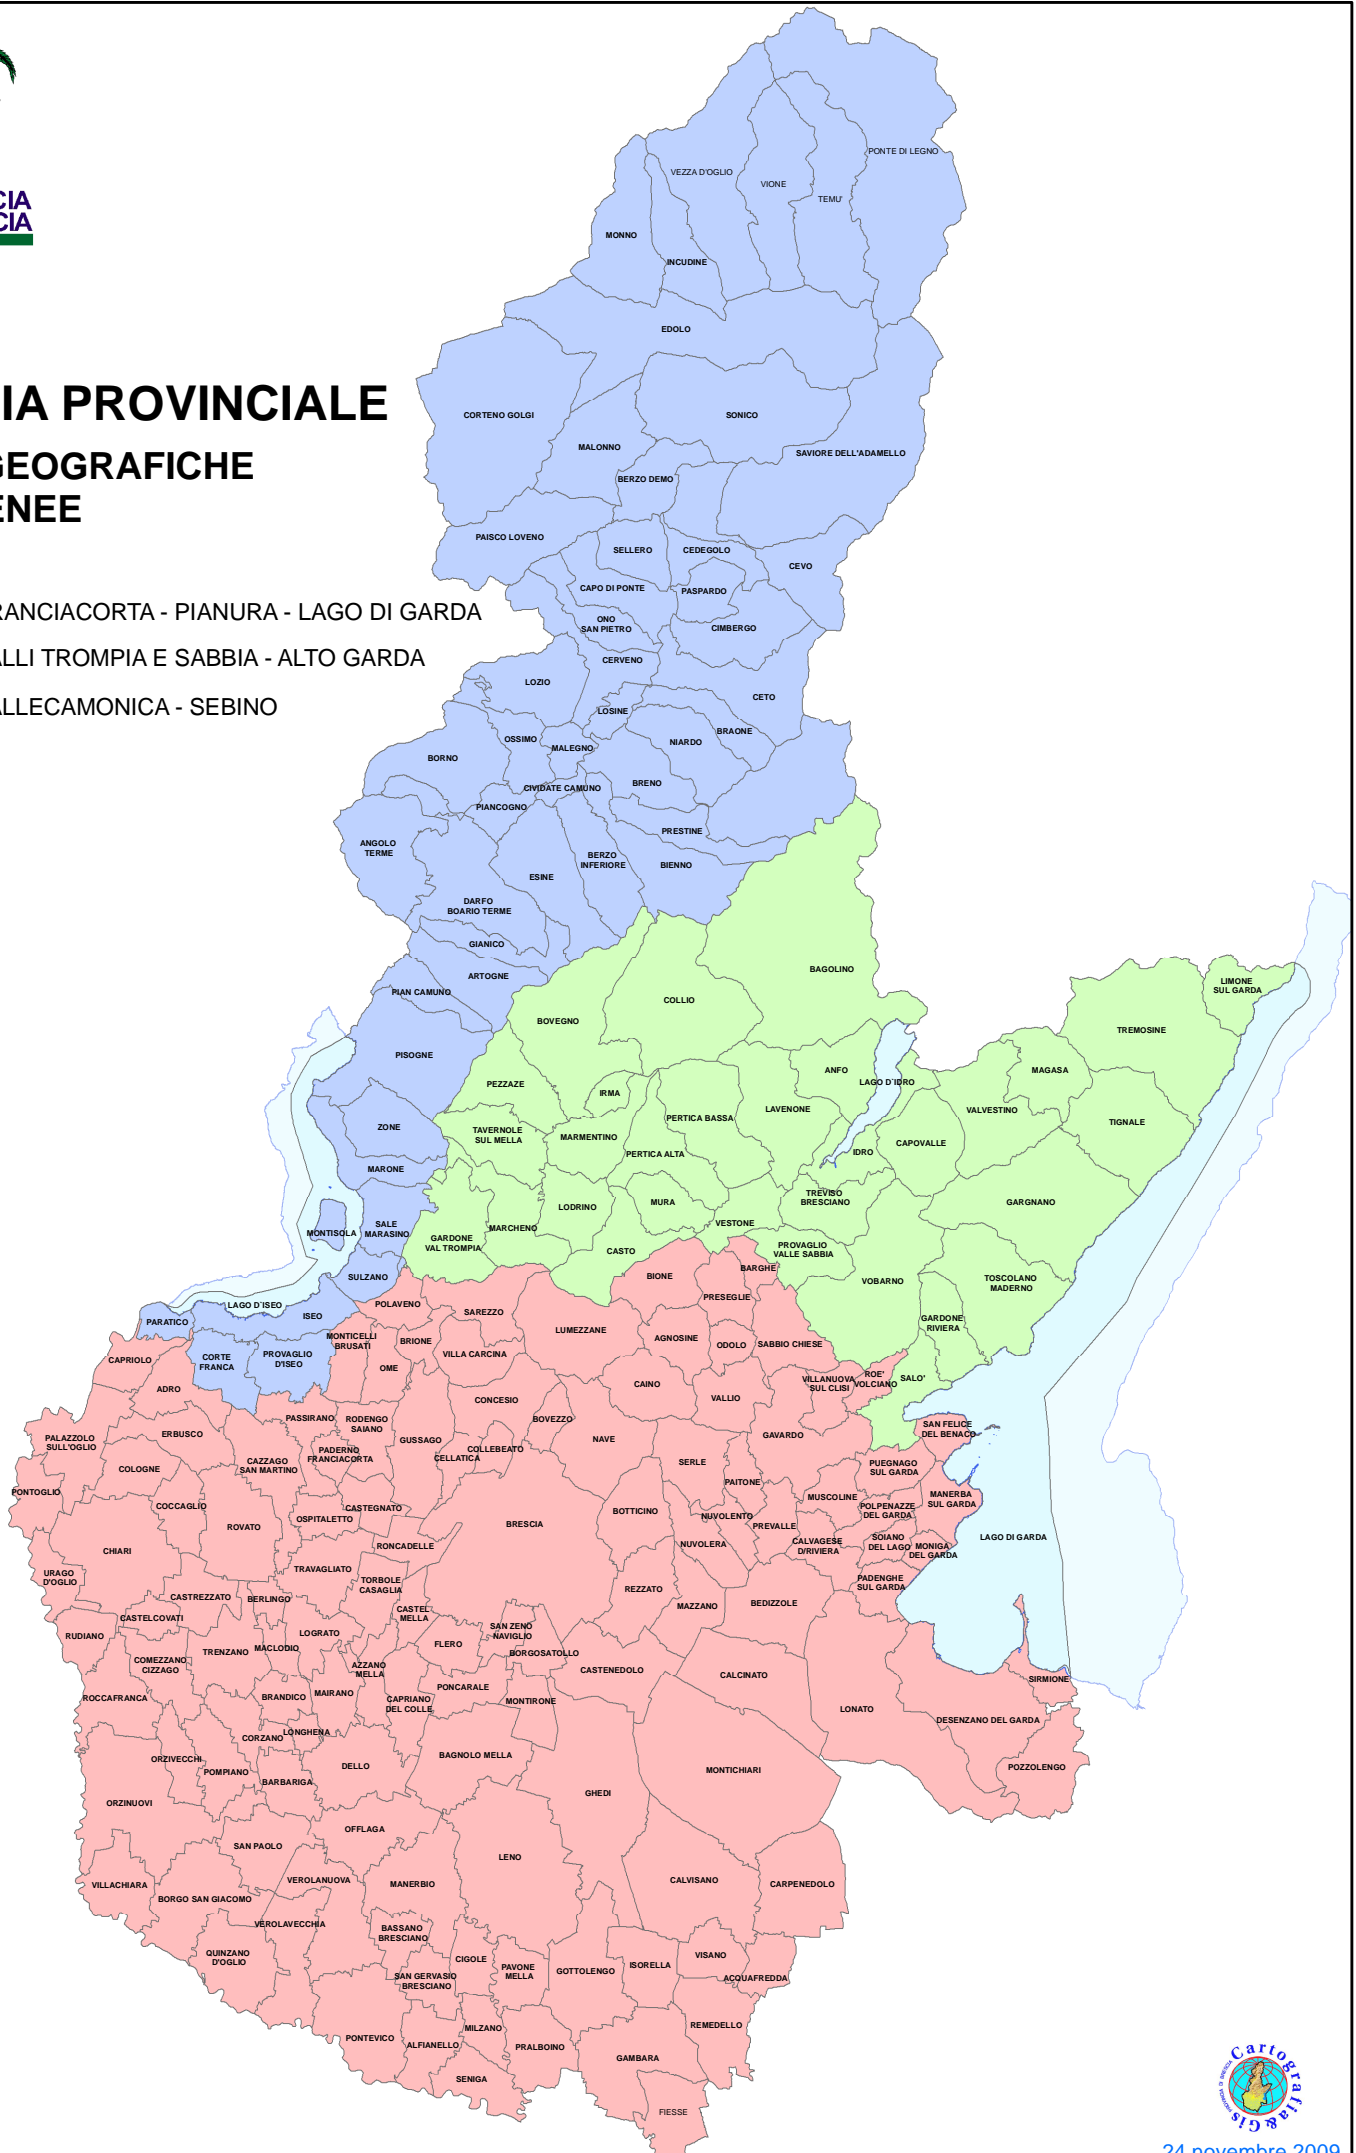 CIA
CIA
IA PROVINCIALE
GEOGRAFICHE
ENEE
RANCIACORTA - PIANURA - LAGO DI GARDA
ALLI TROMPIA E SABBIA - ALTO GARDA
ALLECAMONICA - SEBINO
PONTE DI LEGNO
VEZZA D'OGLIO
VIONE
TEMU'
MONNO
INCUDINE
EDOLO
CORTENO GOLGI
SONICO
MALONNO
SAVIORE DELL'ADAMELLO
BERZO DEMO
PAISCO LOVENO
SELLERO
CEDEGOLO
CEVO
CAPO DI PONTE
PASPARDO
ONO
SAN PIETRO
CIMBERGO
CERVENO
LOZIO
CETO
LOSINE
BRAONE
OSSIMO
MALEGNO
NIARDO
BORNO
BRENO
CIVIDATE CAMUNO
PIANCOGNO
PRESTINE
ANGOLO
TERME
BERZO
INFERIORE
BIENNO
ESINE
DARFO
BOARIO TERME
GIANICO
ARTOGNE
PIAN CAMUNO
BAGOLINO
LIMONE
SUL GARDA
COLLIO
BOVEGNO
TREMOSINE
PISOGNE
ANFO
MAGASA
LAGO D'IDRO
PEZZAZE
IRMA
LAVENONE
VALVESTINO
PERTICA BASSA
TIGNALE
ZONE
TAVERNOLE
SUL MELLA
MARMENTINO
CAPOVALLE
IDRO
PERTICA ALTA
MARONE
TREVISO
BRESCIANO
GARGNANO
MURA
LODRINO
MONTISOLA
SALE
MARASINO
MARCHENO
VESTONE
GARDONE
VAL TROMPIA
CASTO
PROVAGLIO
VALLE SABBIA
BARGHE
SULZANO
BIONE
VOBARNO
TOSCOLANO
MADERNO
PRESEGLIE
LAGO D'ISEO
POLAVENO
ISEO
SAREZZO
GARDONE
RIVIERA
PARATICO
LUMEZZANE
MONTICELLI
BRUSATI
BRIONE
AGNOSINE
ODOLO
SABBIO CHIESE
CAPRIOLO
CORTE
FRANCA
PROVAGLIO
D'ISEO
VILLA CARCINA
OME
ROE'
VOLCIANO
SALO'
VILLANUOVA
SUL CLISI
ADRO
CAINO
CONCESIO
VALLIO
PASSIRANO
RODENGO
SAIANO
BOVEZZO
SAN FELICE
DEL BENACO
ERBUSCO
GAVARDO
PALAZZOLO
SULL'OGLIO
GUSSAGO
NAVE
COLLEBEATO
CELLATICA
PADERNO
FRANCIACORTA
CAZZAGO
SAN MARTINO
COLOGNE
SERLE
PUEGNAGO
SUL GARDA
PAITONE
PONTOGLIO
MUSCOLINE
MANERBA
SUL GARDA
COCCAGLIO
CASTEGNATO
POLPENAZZE
DEL GARDA
BOTTICINO
OSPITALETTO
NUVOLENTO
ROVATO
BRESCIA
PREVALLE
LAGO DI GARDA
RONCADELLE
NUVOLERA
CALVAGESE
D/RIVIERA
SOIANO
DEL LAGO
MONIGA
DEL GARDA
CHIARI
TRAVAGLIATO
URAGO
D'OGLIO
TORBOLE
CASAGLIA
PADENGHE
SUL GARDA
REZZATO
CASTREZZATO
BERLINGO
MAZZANO
BEDIZZOLE
CASTELCOVATI
CASTEL
MELLA
RUDIANO
LOGRATO
SAN ZENO
NAVIGLIO
FLERO
MACLODIO
TRENZANO
BORGOSATOLLO
COMEZZANO
CIZZAGO
AZZANO
MELLA
CASTENEDOLO
CALCINATO
SIRMIONE
PONCARALE
MAIRANO
BRANDICO
ROCCAFRANCA
MONTIRONE
CAPRIANO
DEL COLLE
LONATO
DESENZANO DEL GARDA
LONGHENA
CORZANO
ORZIVECCHI
BAGNOLO MELLA
DELLO
POZZOLENGO
MONTICHIARI
POMPIANO
BARBARIGA
GHEDI
ORZINUOVI
OFFLAGA
SAN PAOLO
LENO
VEROLANUOVA
CALVISANO
VILLACHIARA
MANERBIO
CARPENEDOLO
BORGO SAN GIACOMO
VEROLAVECCHIA
BASSANO
BRESCIANO
QUINZANO
D'OGLIO
VISANO
CIGOLE
PAVONE
MELLA
ISORELLA
GOTTOLENGO
SAN GERVASIO
BRESCIANO
ACQUAFREDDA
REMEDELLO
MILZANO
PONTEVICO
ALFIANELLO
PRALBOINO
GAMBARA
SENIGA
FIESSE
Cartografia&Gis
PROVINCIA DI BRESCIA
24 novembre 2009